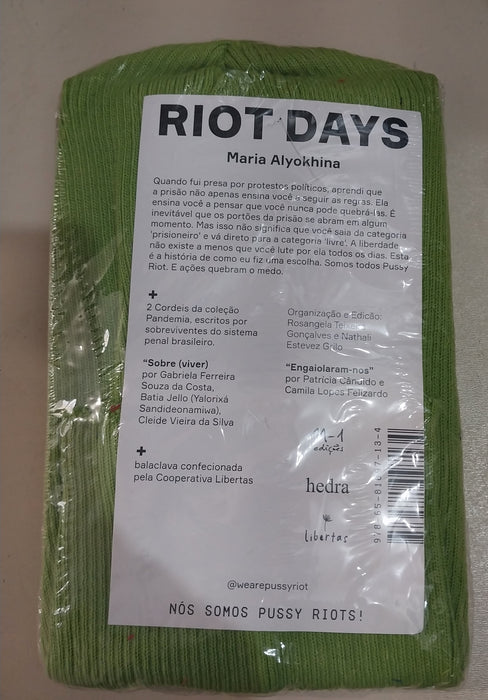 RIOT DAYS
Maria Alyokhina
Quando fui presa por protestos políticos, aprendi que
a prisão não apenas ensina você a seguir as regras. Ela
ensina você a pensar que você nunca pode quebrá-las. É
inevitável que os portões da prisão se abram em algum
momento. Mas isso não significa que você saia da categoria
'prisioneiro' e vá direto para a categoria 'livre'. A liberdade
não existe a menos que você lute por ela todos os dias. Esta
é a história de como eu fiz uma escolha. Somos todos Pussy
Riot. E ações quebram o medo.
+
2 Cordéis da coleção
Pandemia, escritos por
sobreviventes do sistema
penal brasileiro.
“Sobre (viver)
por Gabriela Ferreira
Souza da Costa,
Batia Jello (Yalorixá
Sandideonamiwa),
Cleide Vieira da Silva
+
balaclava confecionada
pela Cooperativa Libertas
Organização e Edicão:
Rosangela
Gonçalves e Nathali
Estevez Grilo
“Engaiolaram-nos”
por Patrícia Cândido e
Camila Lopes Felizardo
n-1
edições
hedra
libertas
@wearepussyriot
NÓS SOMOS PUSSY RIOTS!